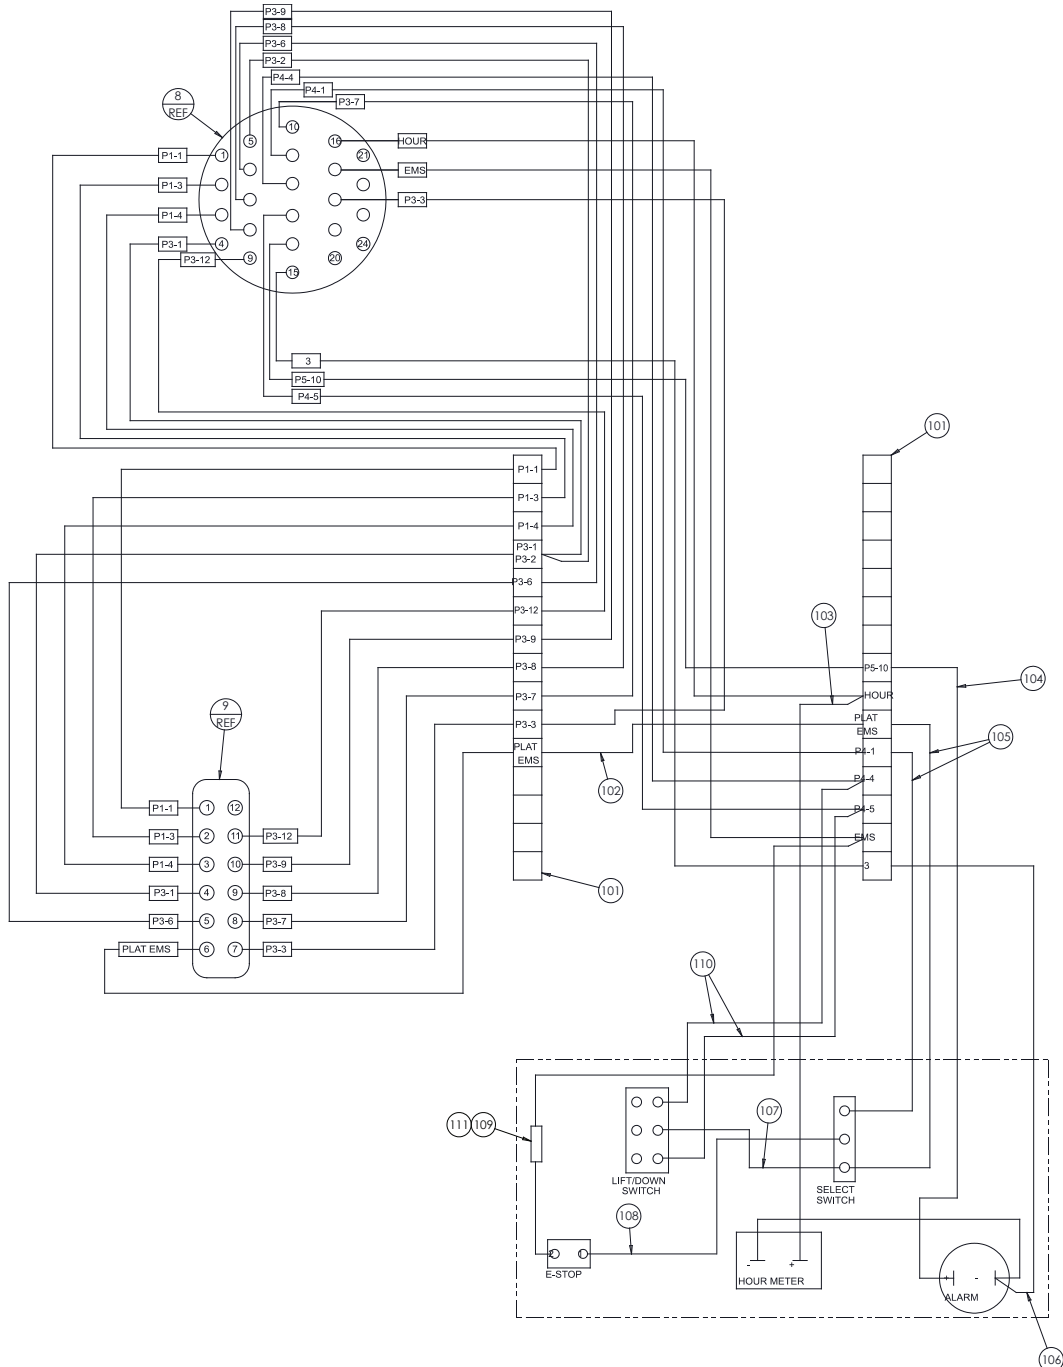 P3-9
P3-8
P3-6
P3-2
P4-4
P4-1
P3-7
8
REF
10
5
16
HOUR
21
P1-1
1
EMS
P1-3
P3-3
P1-4
P3-1
4
24
P3-12
9
20
15
3
P5-10
P4-5
101
P1-1
P1-3
P1-4
P3-1
P3-2
P3-6
P3-12
103
P3-9
P3-8
P5-10
104
P3-7
HOUR
9
REF
P3-3
PLAT
EMS
105
PLAT
EMS
P4-1
102
P4-4
P1-1
1
12
P4-5
P1-3
2
11
P3-12
EMS
P1-4
3
10
P3-9
3
P3-1
4
9
P3-8
101
P3-6
5
8
P3-7
PLAT EMS
6
7
P3-3
110
111
109
107
LIFT/DOWN
SWITCH
SELECT
SWITCH
108
2
1
E-STOP
-
+
HOUR METER
+
-
ALARM
106